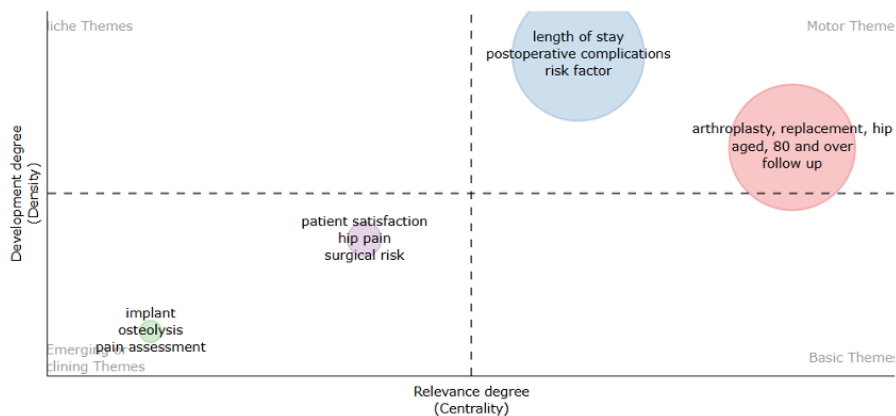 liche Themes
Motor Theme
length of stay
postoperative complications
risk factor
arthroplasty, replacement, hip
aged, 80 and over
follow up
Development degree
(Density)
patient satisfaction
hip pain
surgical risk
implant
osteolysis
pain assessment
Emerging or
clining Themes
Basic Themes
Relevance degree
(Centrality)